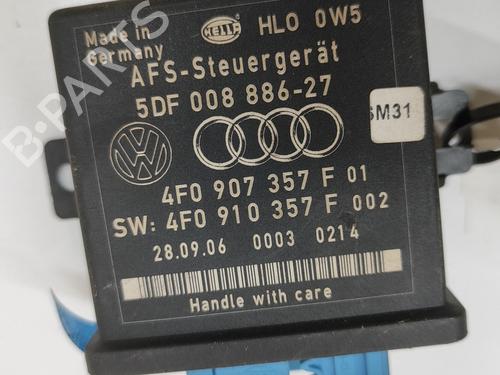 Made in
Germany
HELLA
HLO 0W5
AFS-Steuergerät
5DF 008 886-27
SM31
4F0 907 357 F 01
SW: 4F0 910 357 F 002
28.09.06 0003 0214
Handle with care
B-PARTS